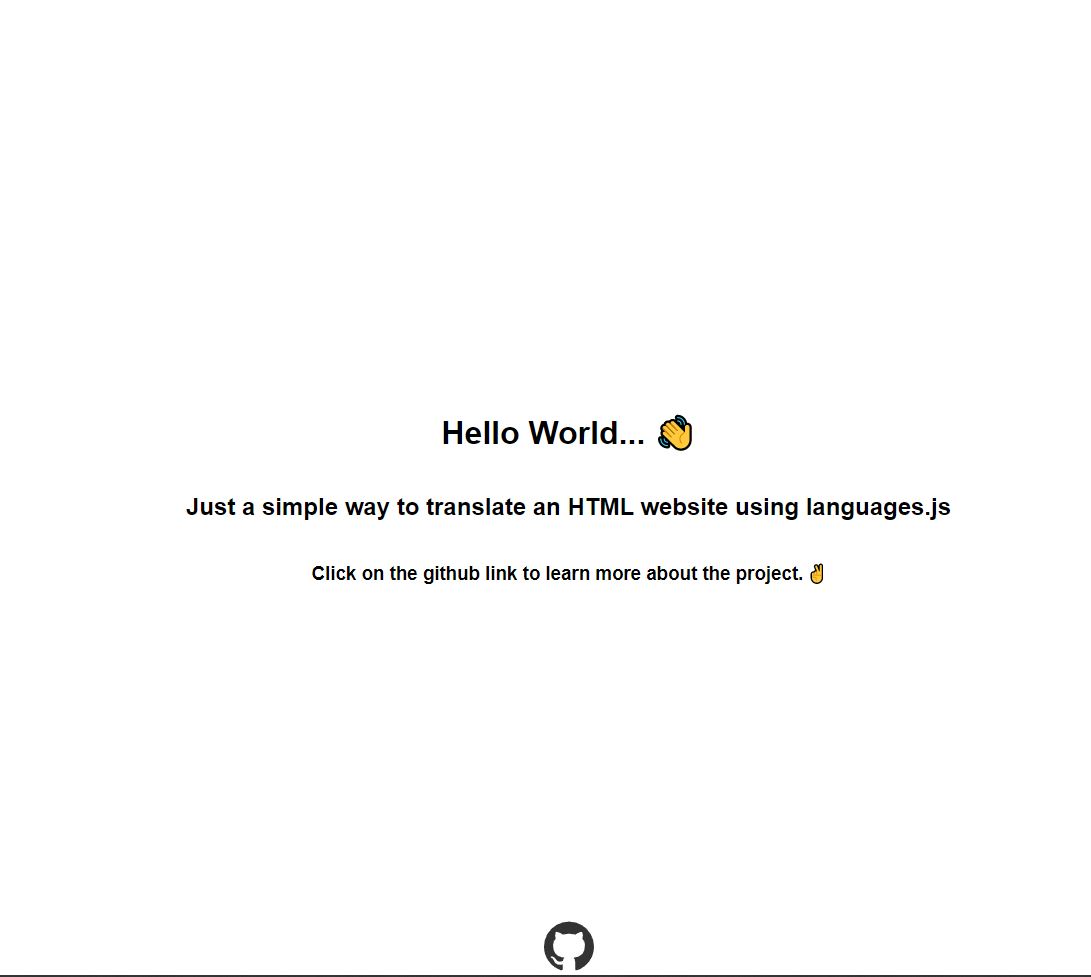 Hello World... 👋
Just a simple way to translate an HTML website using languages.js
Click on the github link to learn more about the project. ✌